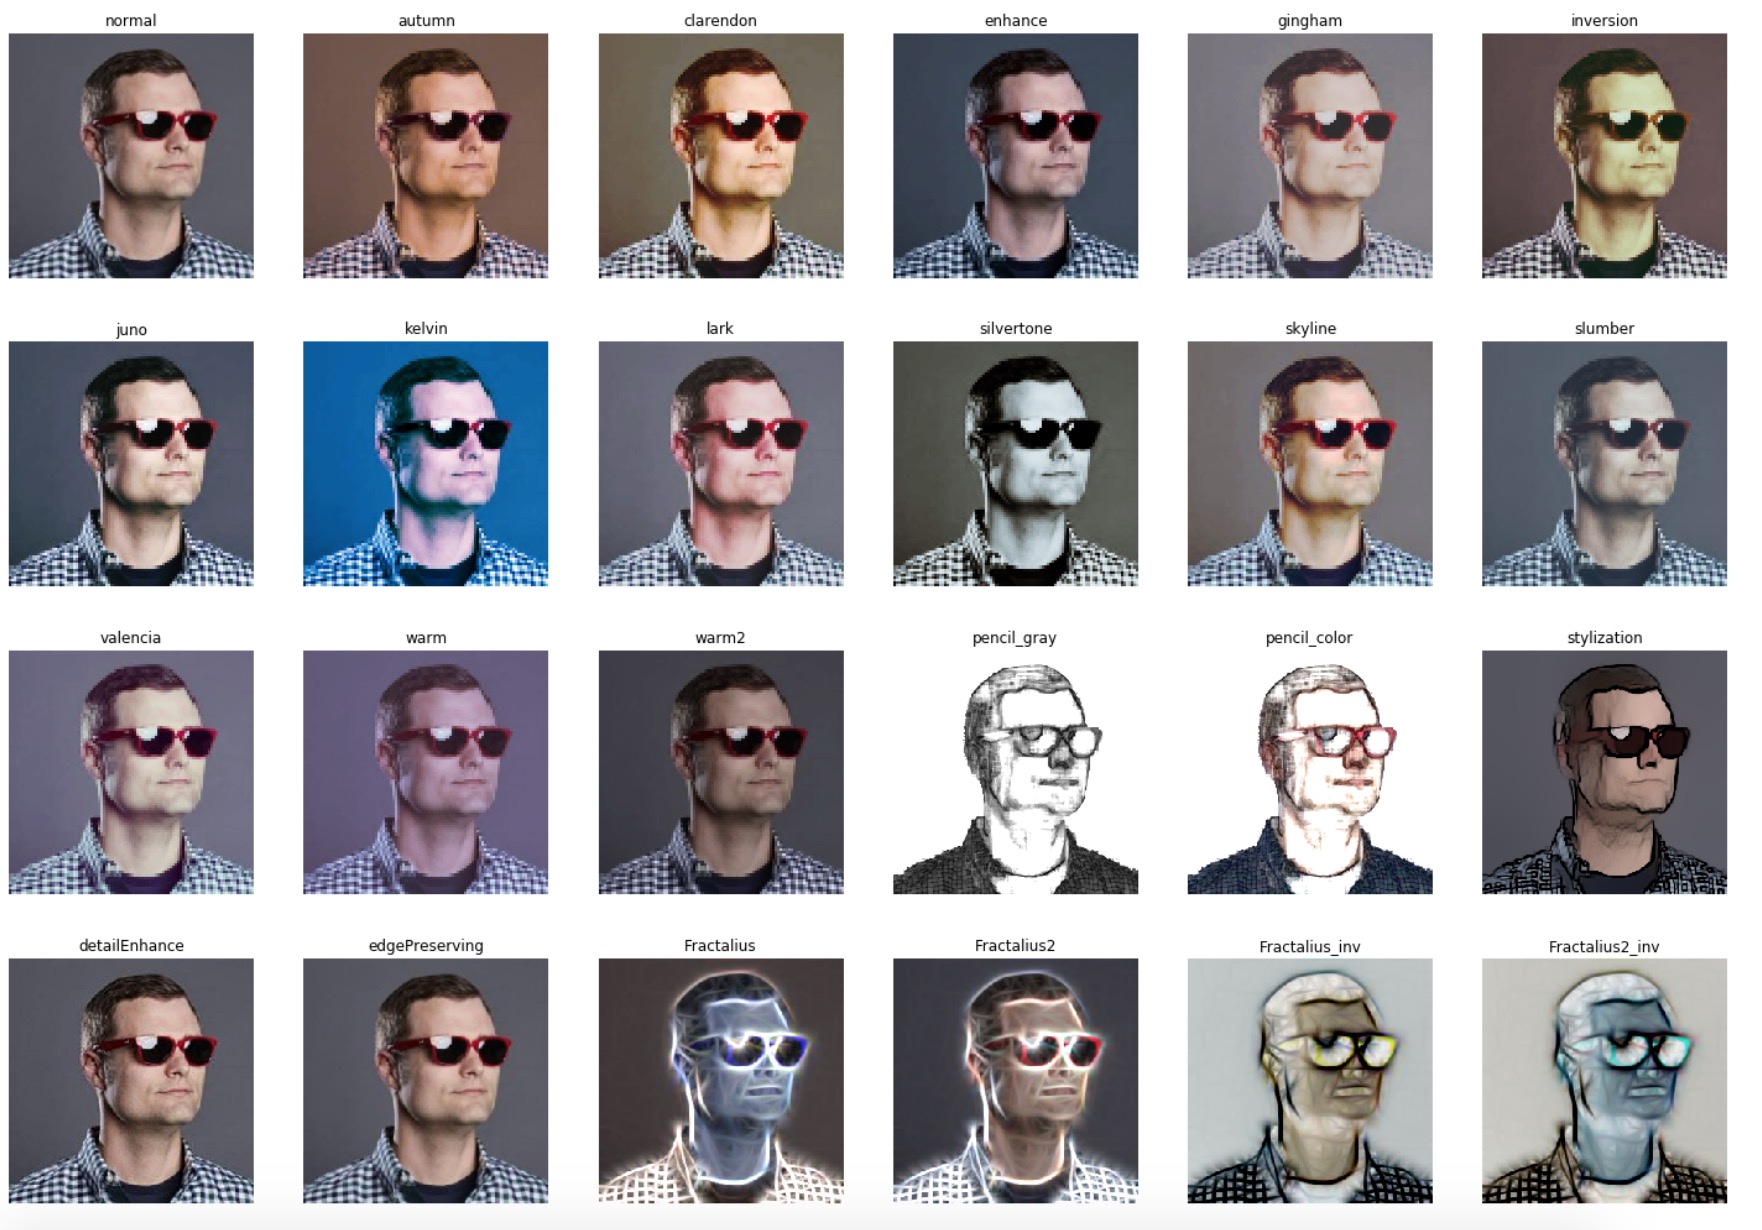 normal autumn clarendon enhance gingham inversion
juno kelvin lark silvertone skyline slumber
valencia warm warm2 pencil_gray pencil_color stylization
detailEnhance edgePreserving Fractalius Fractalius2 Fractalius_inv Fractalius2_inv